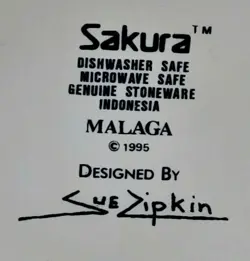 Sakura™
DISHWASHER SAFE
MICROWAVE SAFE
GENUINE STONEWARE
INDONESIA
MALAGA
© 1995
DESIGNED BY
Sue Zipkin